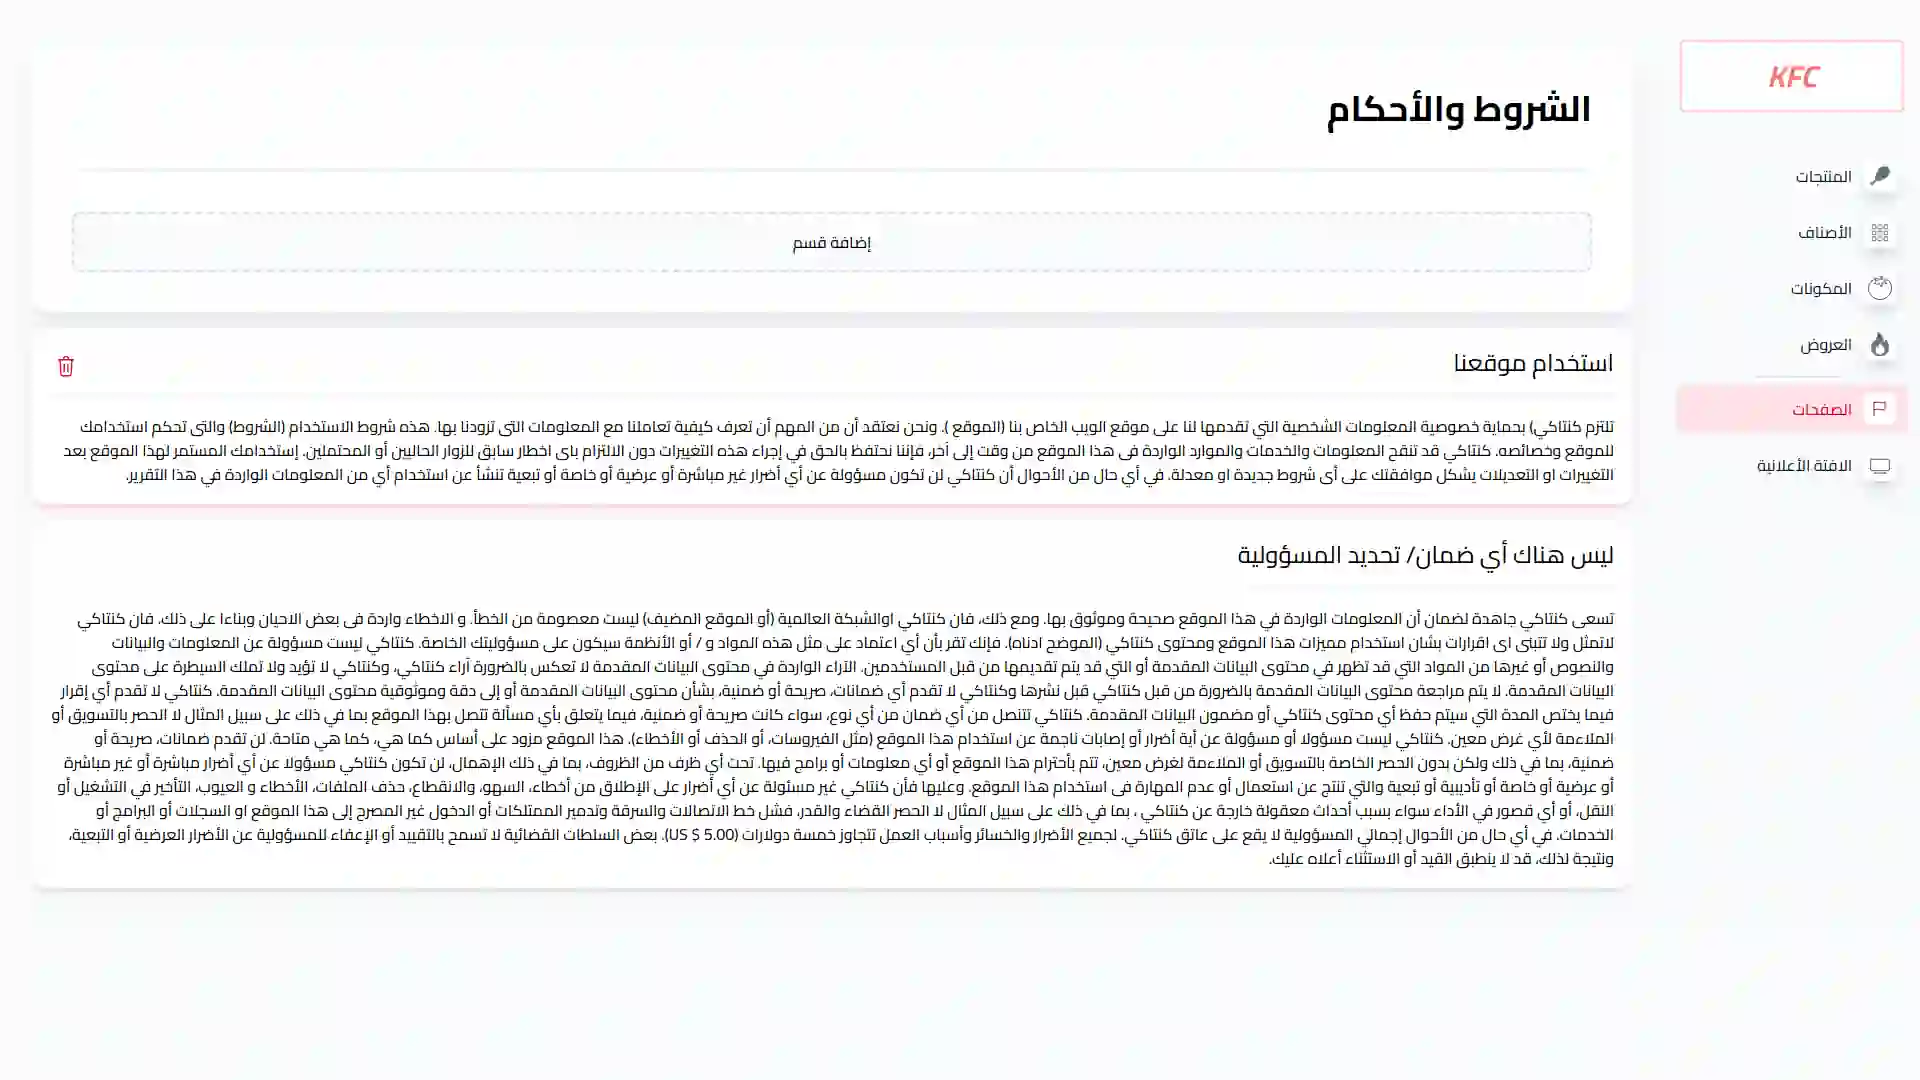 KFC
المنتجات
الأصناف
المكونات
العروض
الصفحات
الافتة الأعلانية
الشروط والأحكام
إضافة قسم
استخدام موقعنا
تلتزم كنتاكي) بحماية خصوصية المعلومات الشخصية التي تقدمها لنا على موقع الويب الخاص بنا (الموقع ). ونحن نعتقد أن من المهم أن تعرف كيفية تعاملنا مع المعلومات التى تزودنا بها. هذه شروط الاستخدام (الشروط) والتى تحكم استخدامك
للموقع وخصائصه. كنتاكي قد تنقح المعلومات والخدمات والموارد الواردة فى هذا الموقع من وقت إلى آخر، فإننا نحتفظ بالحق في إجراء هذه التغييرات دون الالتزام باى اخطار سابق للزوار الحاليين أو المحتملين. إستخدامك المستمر لهذا الموقع بعد
التغييرات او التعديلات يشكل موافقتك على أى شروط جديدة او معدلة. في أي حال من الأحوال أن كنتاكي لن تكون مسؤولة عن أي أضرار غير مباشرة أو عرضية أو خاصة أو تبعية تنشأ عن استخدام أي من المعلومات الواردة في هذا التقرير.
ليس هناك أي ضمان/ تحديد المسؤولية
تسعى كنتاكي جاهدة لضمان أن المعلومات الواردة في هذا الموقع صحيحة وموثوق بها. ومع ذلك، فان كنتاكي اوالشبكة العالمية (أو الموقع المضيف) ليست معصومة من الخطأ. و الاخطاء واردة فى بعض الاحيان وبناءا على ذلك، فان كنتاكي
لاتمثل ولا تتبنى اى اقرارات بشان استخدام مميزات هذا الموقع ومحتوى كنتاكي (الموضح ادناه). فإنك تقر بأن أي اعتماد على مثل هذه المواد و / أو الأنظمة سيكون على مسؤوليتك الخاصة. كنتاكي ليست مسؤولة عن المعلومات والبيانات
والنصوص أو غيرها من المواد التي قد تظهر في محتوى البيانات المقدمة أو التي قد يتم تقديمها من قبل المستخدمين. الآراء الواردة في محتوى البيانات المقدمة لا تعكس بالضرورة آراء كنتاكي، وكنتاكي لا تؤيد ولا تملك السيطرة على محتوى
البيانات المقدمة. لا يتم مراجعة محتوى البيانات المقدمة بالضرورة من قبل كنتاكي قبل نشرها وكنتاكي لا تقدم أي ضمانات، صريحة أو ضمنية، بشأن محتوى البيانات المقدمة أو إلى دقة وموثوقية محتوى البيانات المقدمة. كنتاكي لا تقدم أي إقرار
فيما يختص المدة التي سيتم حفظ أي محتوى كنتاكي أو مضمون البيانات المقدمة. كنتاكي تتنصل من أي ضمان من أي نوع، سواء كانت صريحة أو ضمنية، فيما يتعلق بأي مسألة تتصل بهذا الموقع بما في ذلك على سبيل المثال لا الحصر بالتسويق أو
الملاءمة لأي غرض معين. كنتاكي ليست مسؤولا أو مسؤولة عن أية أضرار أو إصابات ناجمة عن استخدام هذا الموقع (مثل الفيروسات، أو الحذف أو الأخطاء). هذا الموقع مزود على أساس كما هي، كما هي متاحة. لن تقدم ضمانات، صريحة أو
ضمنية، بما في ذلك ولكن بدون الحصر الخاصة بالتسويق أو الملاءمة لغرض معين، تتم بأحترام هذا الموقع أو أي معلومات أو برامج فيها. تحت أي ظرف من الظروف، بما في ذلك الإهمال، لن تكون كنتاكي مسؤولا عن أي أضرار مباشرة أو غير مباشرة
أو عرضية أو خاصة أو تأديبية أو تبعية والتي تنتج عن استعمال أو عدم المهارة فى استخدام هذا الموقع. وعليها فأن كنتاكي غير مسئولة عن أي أضرار على الإطلاق من أخطاء، السهو، والانقطاع، حذف الملفات، الأخطاء و العيوب، التأخير في التشغيل أو
النقل، أو أي قصور في الأداء سواء بسبب أحداث معقولة خارجة عن كنتاكي ، بما في ذلك على سبيل المثال لا الحصر القضاء والقدر، فشل خط الاتصالات والسرقة وتدمير الممتلكات أو الدخول غير المصرح إلى هذا الموقع او السجلات أو البرامج أو
الخدمات. في أي حال من الأحوال إجمالي المسؤولية لا يقع على عاتق كنتاكي. لجميع الأضرار والخسائر وأسباب العمل تتجاوز خمسة دولارات (US $ 5.00). بعض السلطات القضائية لا تسمح بالتقييد أو الإعفاء للمسؤولية عن الأضرار العرضية أو التبعية،
ونتيجة لذلك، قد لا ينطبق القيد أو الاستثناء أعلاه عليك.